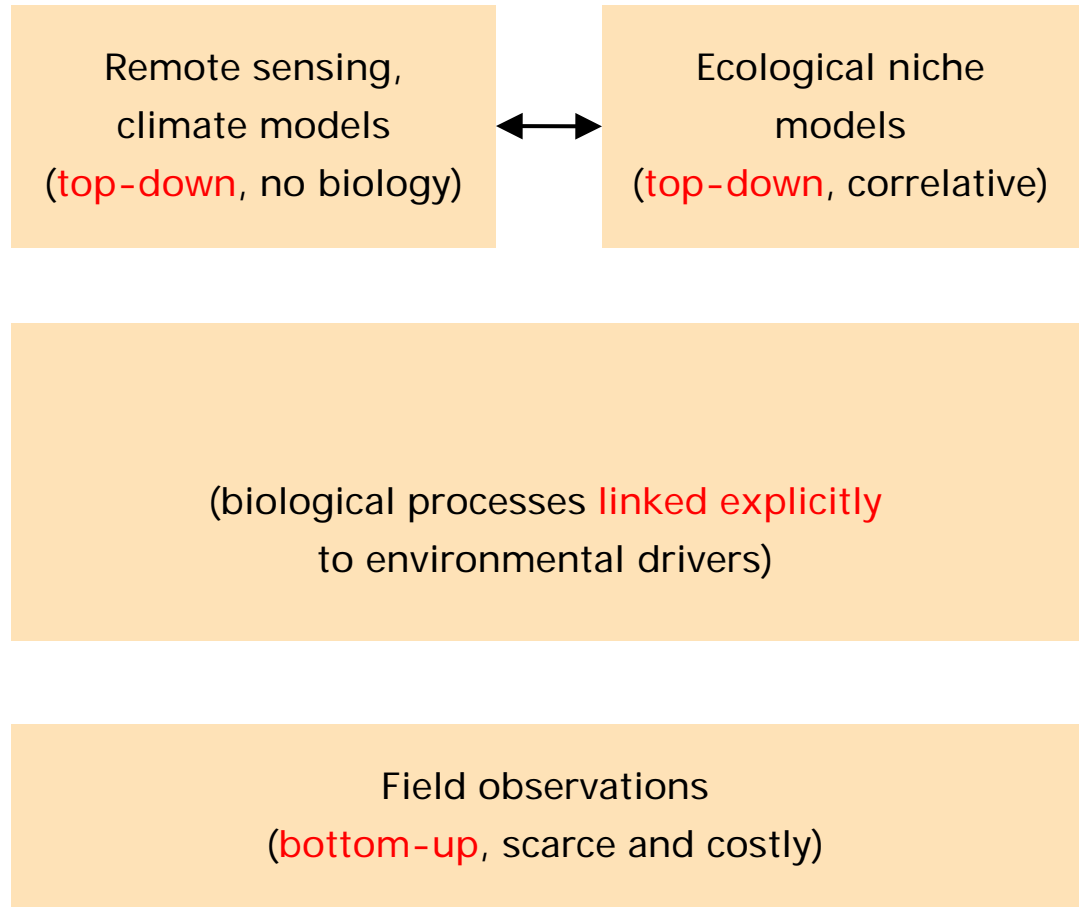 Remote sensing,
climate models
(top-down, no biology)
Ecological niche
models
(top-down, correlative)
(biological processes linked explicitly
to environmental drivers)
Field observations
(bottom-up, scarce and costly)